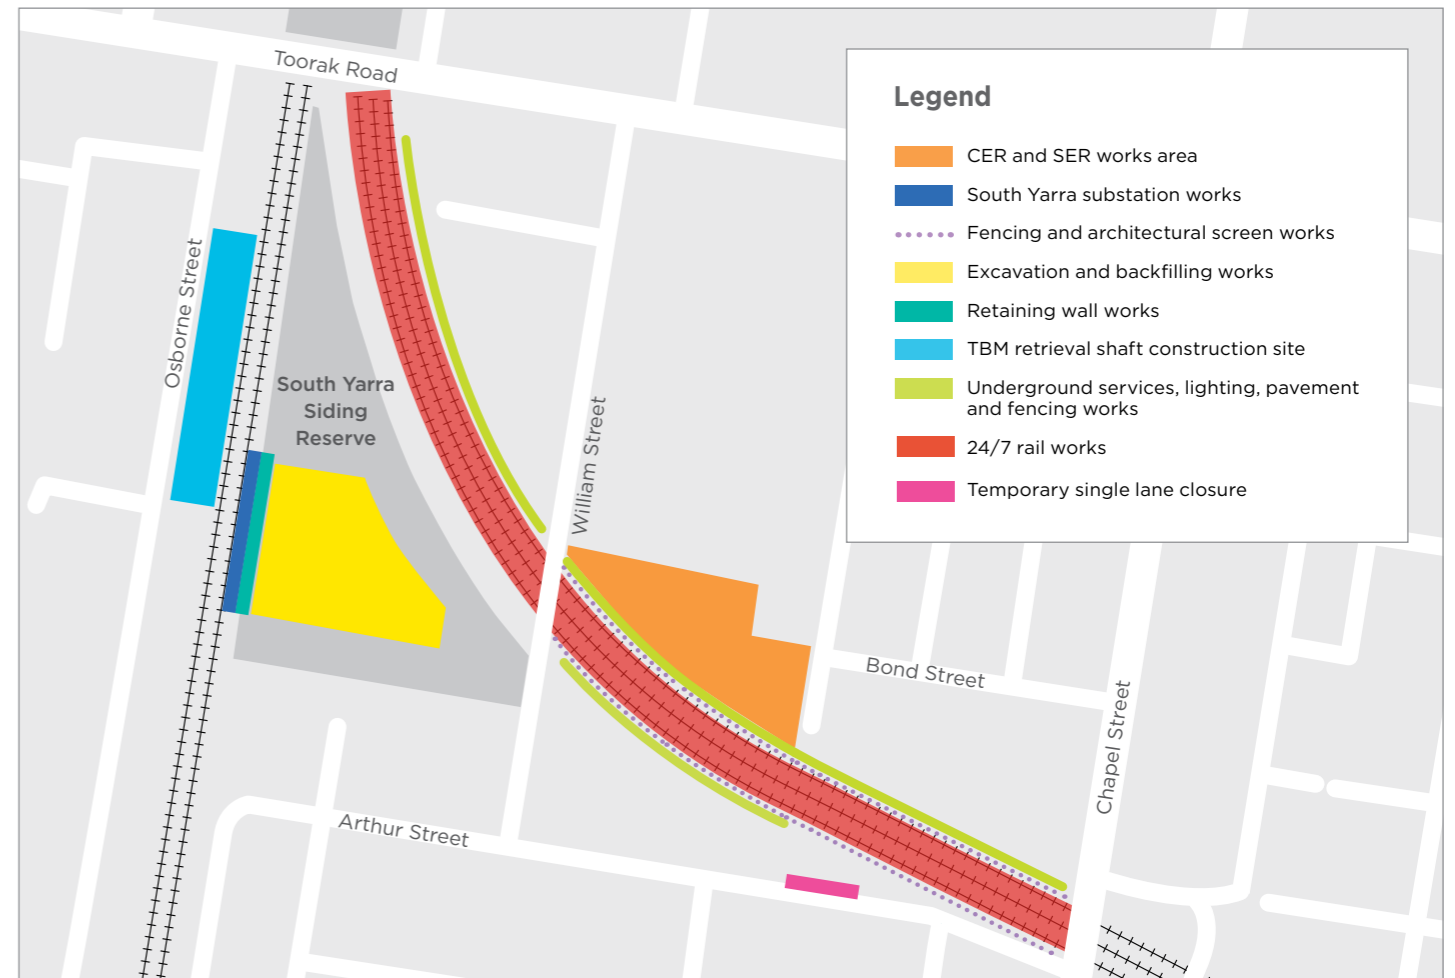 Toorak Road
Legend
CER and SER works area
South Yarra substation works
Fencing and architectural screen works
Excavation and backfilling works
Retaining wall works
TBM retrieval shaft construction site
Underground services, lighting, pavement
and fencing works
24/7 rail works
Temporary single lane closure
Osborne Street
South Yarra
Siding
Reserve
William Street
Bond Street
Chapel Street
Arthur Street